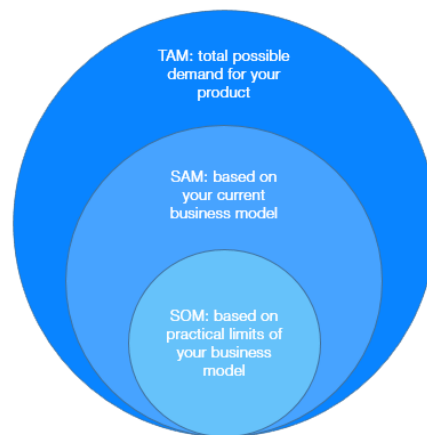 TAM: total possible
demand for your
product
SAM: based on
your current
business model
SOM: based on
practical limits of
your business
model